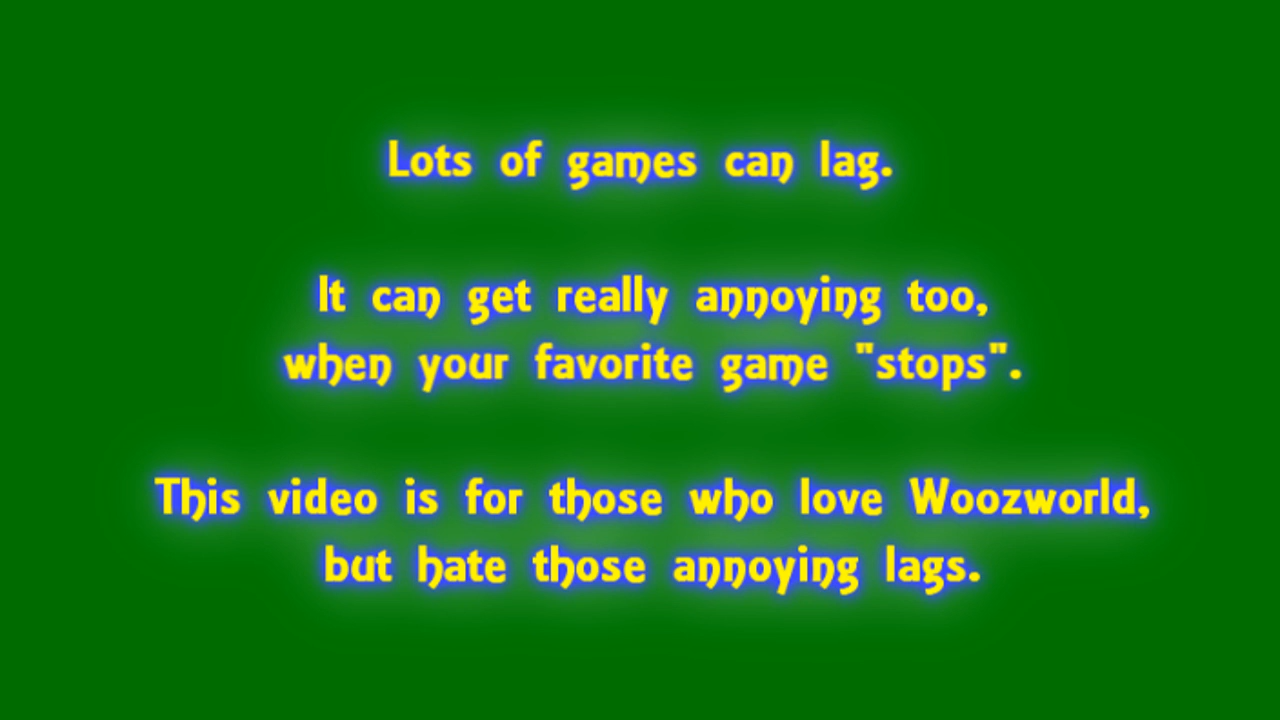 Lots of games can lag.
It can get really annoying too,
when your favorite game "stops".
This video is for those who love Woozworld,
but hate those annoying lags.